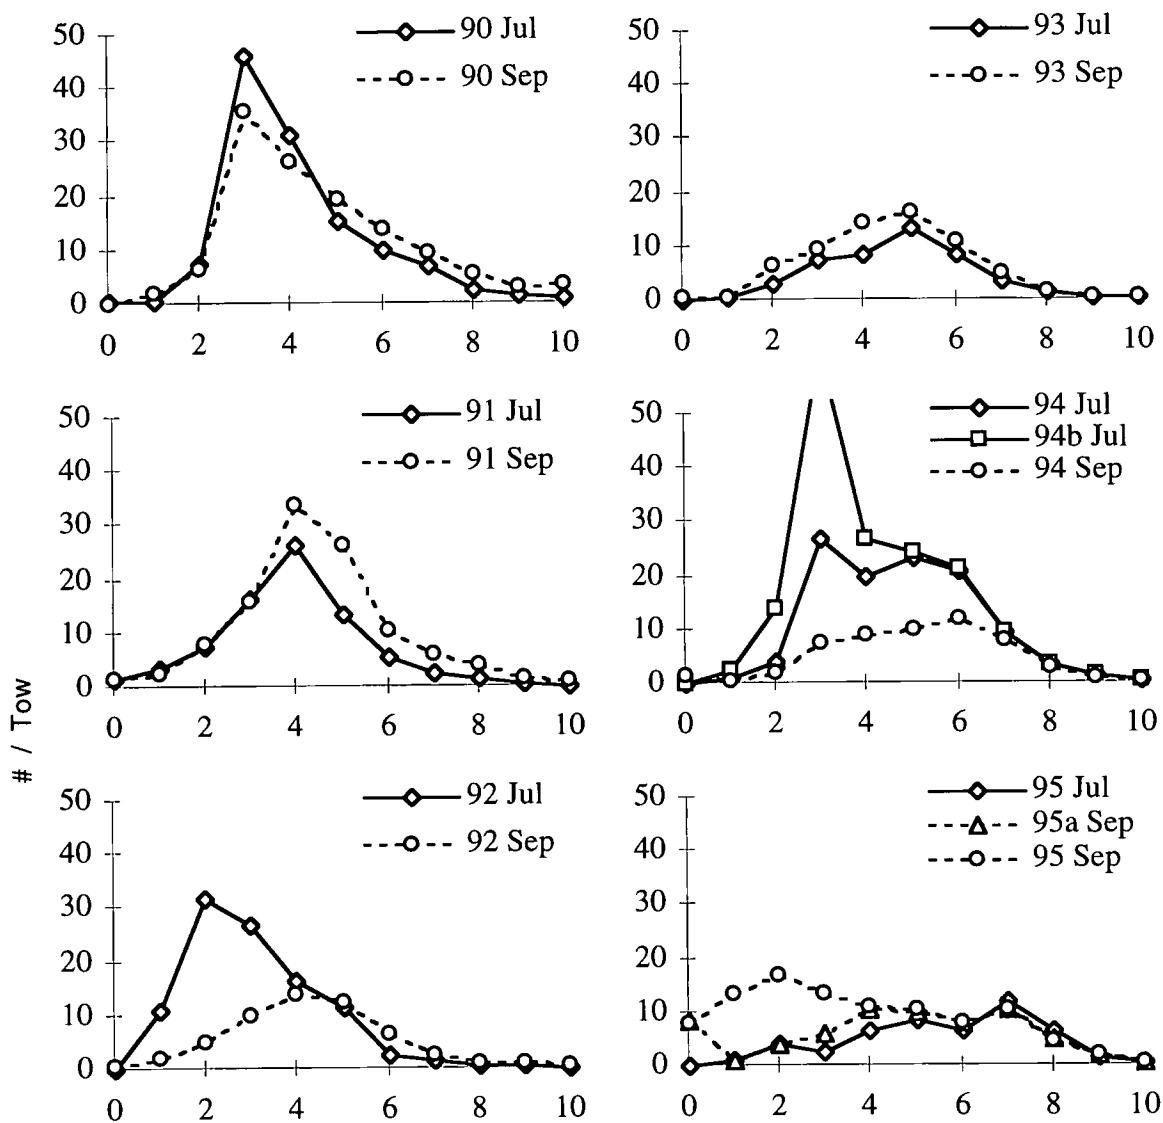 50
40
30
20
10
0
0 2 4 6 8 10
90 Jul
90 Sep
50
40
30
20
10
0
0 2 4 6 8 10
93 Jul
93 Sep
50
40
30
20
10
0
0 2 4 6 8 10
91 Jul
91 Sep
50
40
30
20
10
0
0 2 4 6 8 10
94 Jul
94b Jul
94 Sep
# / Tow
50
40
30
20
10
0
0 2 4 6 8 10
92 Jul
92 Sep
50
40
30
20
10
0
0 2 4 6 8 10
95 Jul
95a Sep
95 Sep